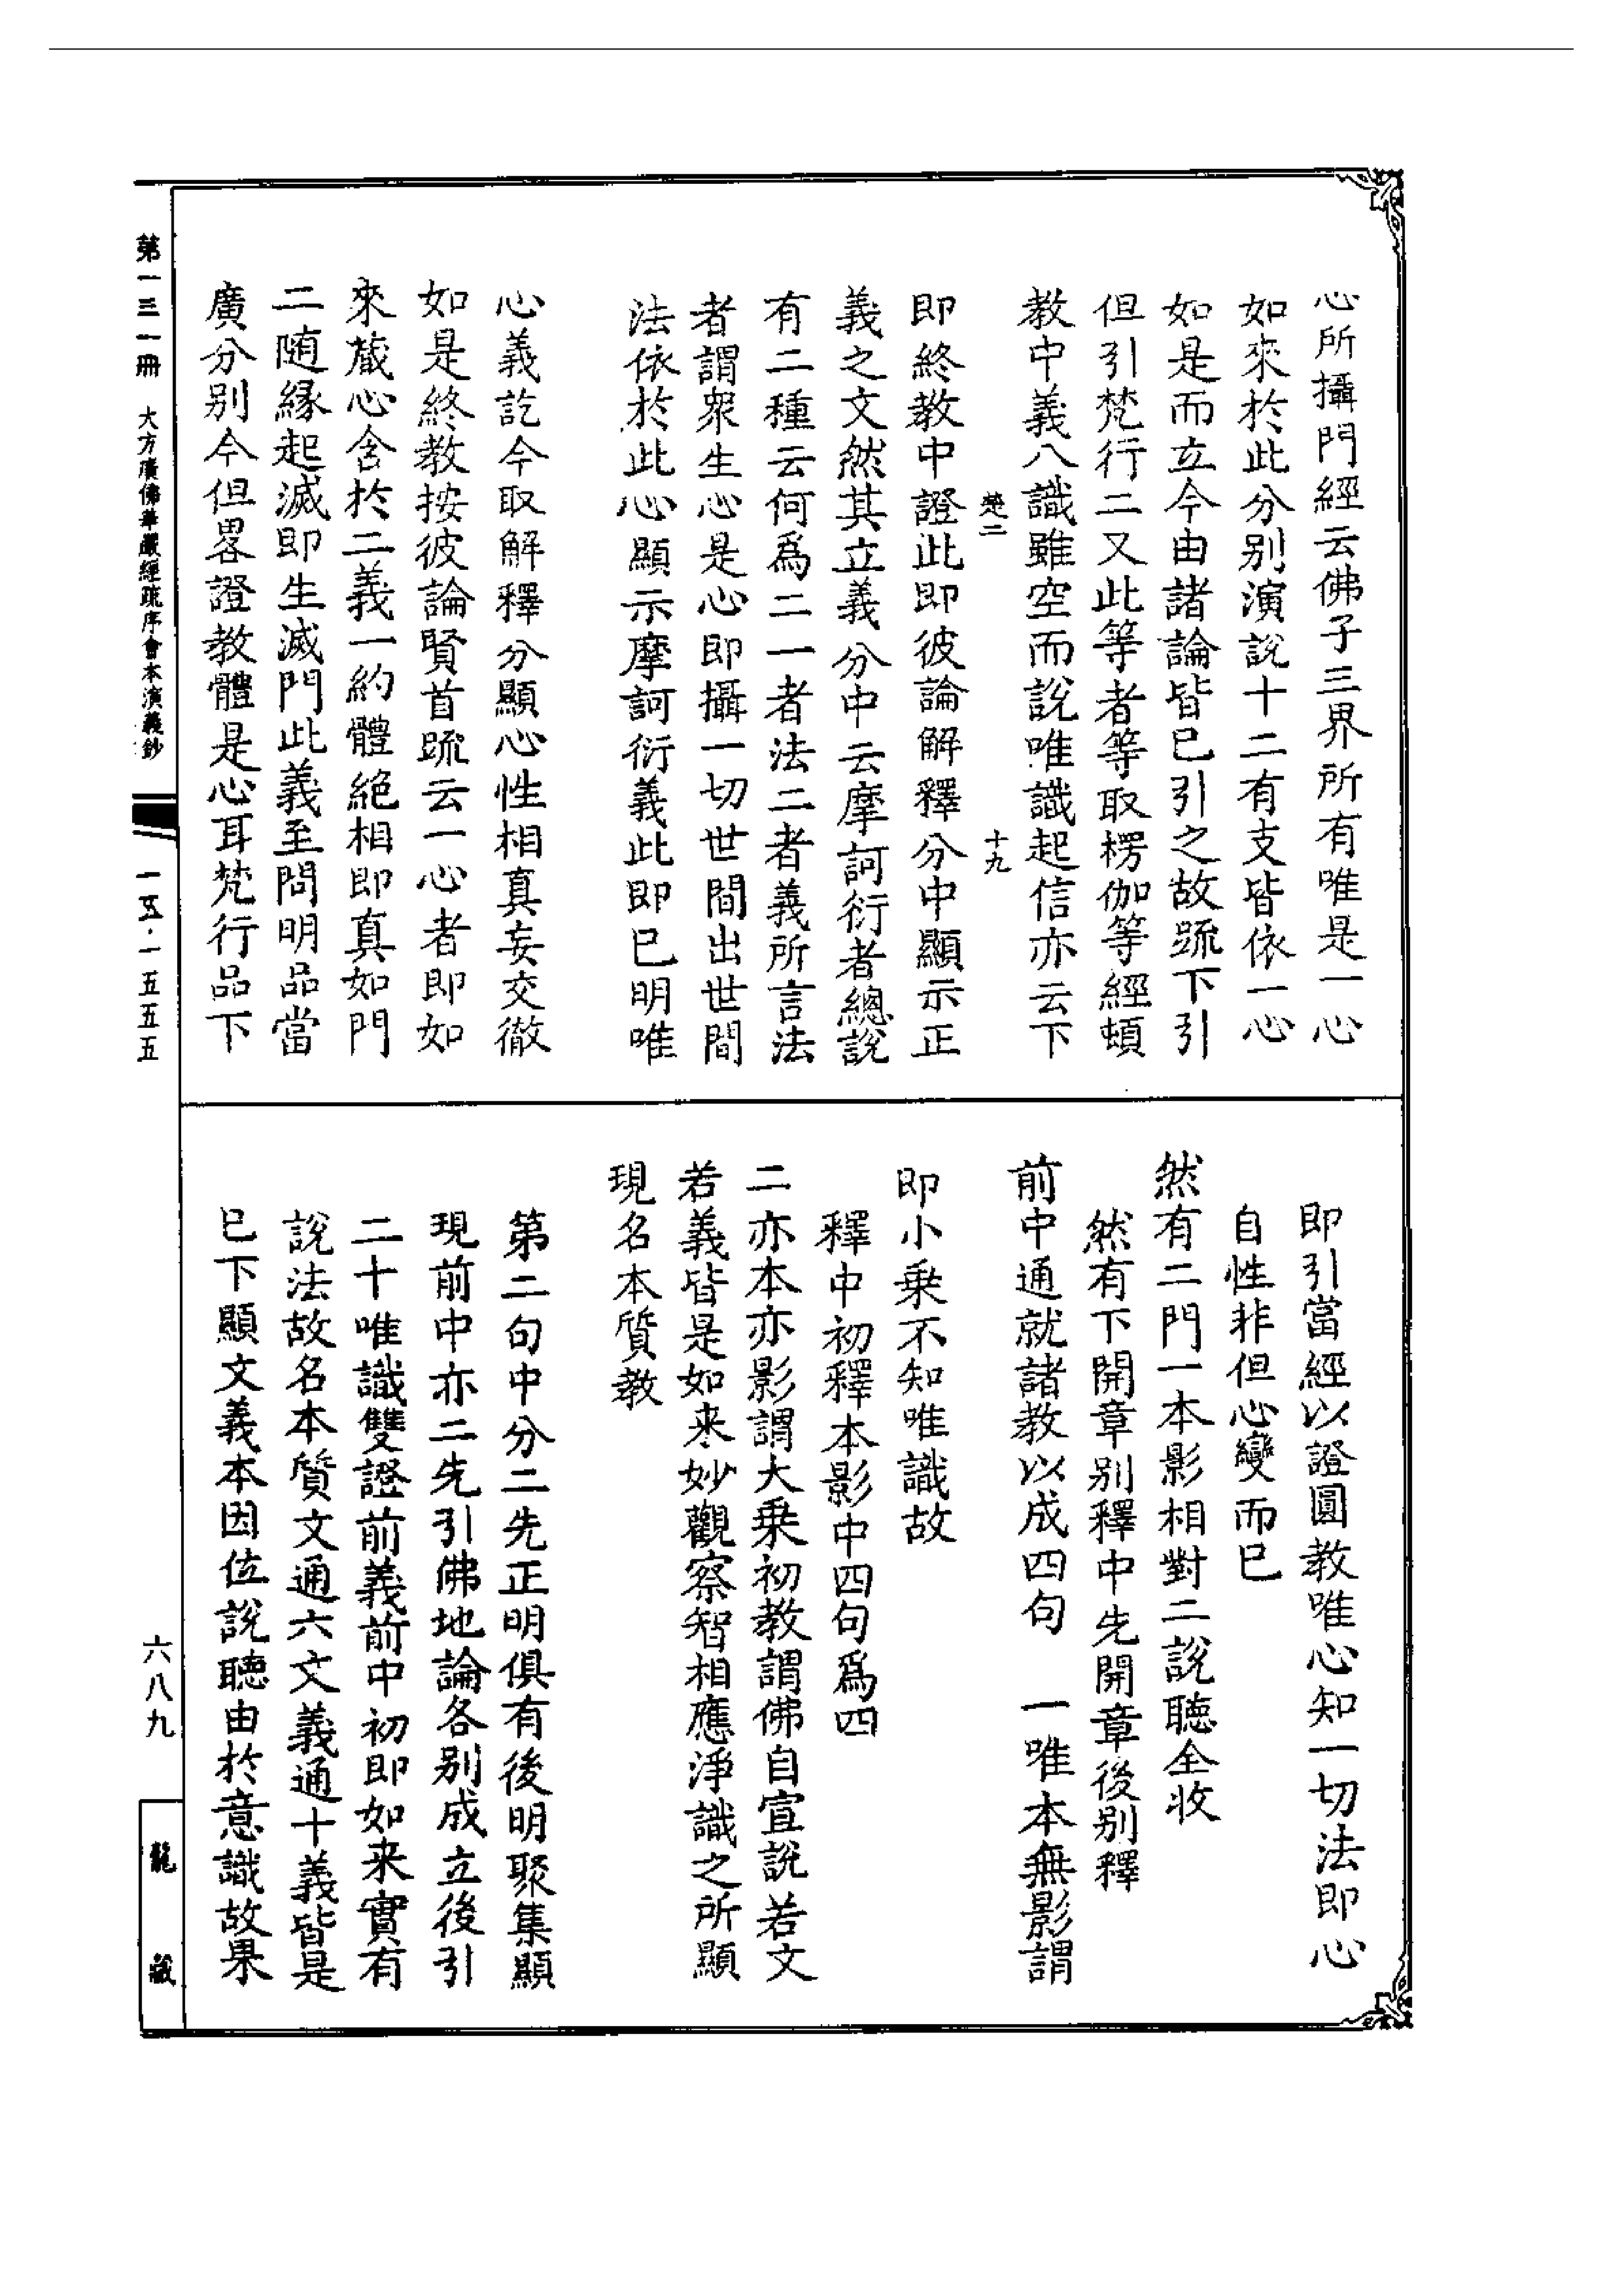 心所攝門經云佛子三界所有唯是一心
如來於此分别演說十二有支皆依一心
如是而立今由諸論皆已引之故䟽下引
但引梵行二又此等者等取楞伽等經頓
教中義八識雖空而說唯識起信亦云下
楚二 十九
即終教中證此即彼論解釋分中顯示正
義之文然其立義分中云摩訶衍者總說
有二種云何爲二一者法二者義所言法
者謂衆生心是心即攝一切世間出世間
法依於此心顯示摩訶衍義此即已明唯
心義訖今取解釋分顯心性相真妄交徹
如是終教按彼論賢首䟽云一心者即如
來藏心含於二義一約體絕相即真如門
二隨緣起滅即生滅門此義至問明品當
廣分别今但畧證教體是心耳梵行品下
即引當經以證圓教唯心知一切法即心
自性非但心變而已
然有二門一本影相對二說聽全收
然有下開章别釋中先開章後别釋
前中通就諸教以成四句 一唯本無影謂
即小乗不知唯識故
釋中初釋本影中四句爲四
二亦本亦影謂大乗初教謂佛自宣說若文
若義皆是如来妙觀察智相應淨識之所顯
現名本質教
第二句中分二先正明俱有後明聚集顯
現前中亦二先引佛地論各别成立後引
二十唯識雙證前義前中初即如来實有
說法故名本質文通六文義通十義皆是
已下顯文義本因位說聴由於意識故果
第一三一冊 大方廣佛華嚴經疏序會本演義鈔
一五·一五五五
六八九
龍藏